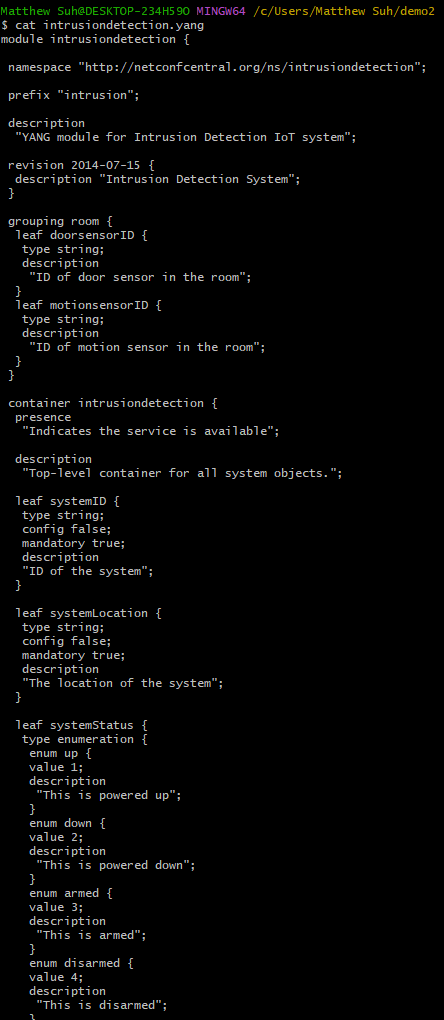 Matthew Suh@DESKTOP-234H59O MINGW64 /c/Users/Matthew Suh/demo2
$ cat intrusiondetection.yang
module intrusiondetection {
namespace "http://netconfcentral.org/ns/intrusiondetection";
prefix "intrusion";
description
"YANG module for Intrusion Detection IoT system";
revision 2014-07-15 {
description "Intrusion Detection System";
}
grouping room {
leaf doorsensorID {
type string;
description
"ID of door sensor in the room";
}
leaf motionsensorID {
type string;
description
"ID of motion sensor in the room";
}
}
container intrusiondetection {
presence
"Indicates the service is available";
description
"Top-level container for all system objects.";
leaf systemID {
type string;
config false;
mandatory true;
description
"ID of the system";
}
leaf systemLocation {
type string;
config false;
mandatory true;
description
"The location of the system";
}
leaf systemStatus {
type enumeration {
enum up {
value 1;
description
"This is powered up";
}
enum down {
value 2;
description
"This is powered down";
}
enum armed {
value 3;
description
"This is armed";
}
enum disarmed {
value 4;
description
"This is disarmed";
}